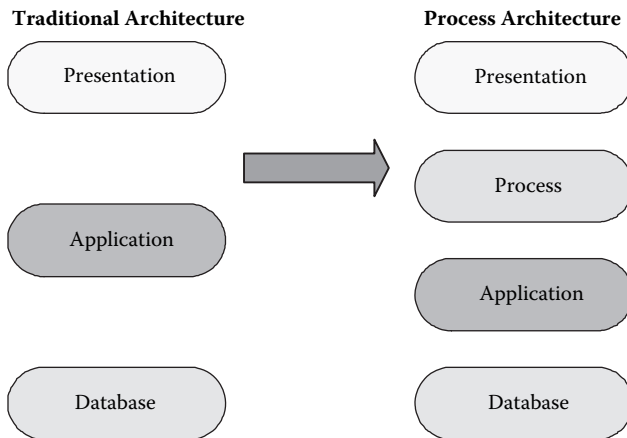 Traditional Architecture
Presentation
Application
Database
Process Architecture
Presentation
Process
Application
Database